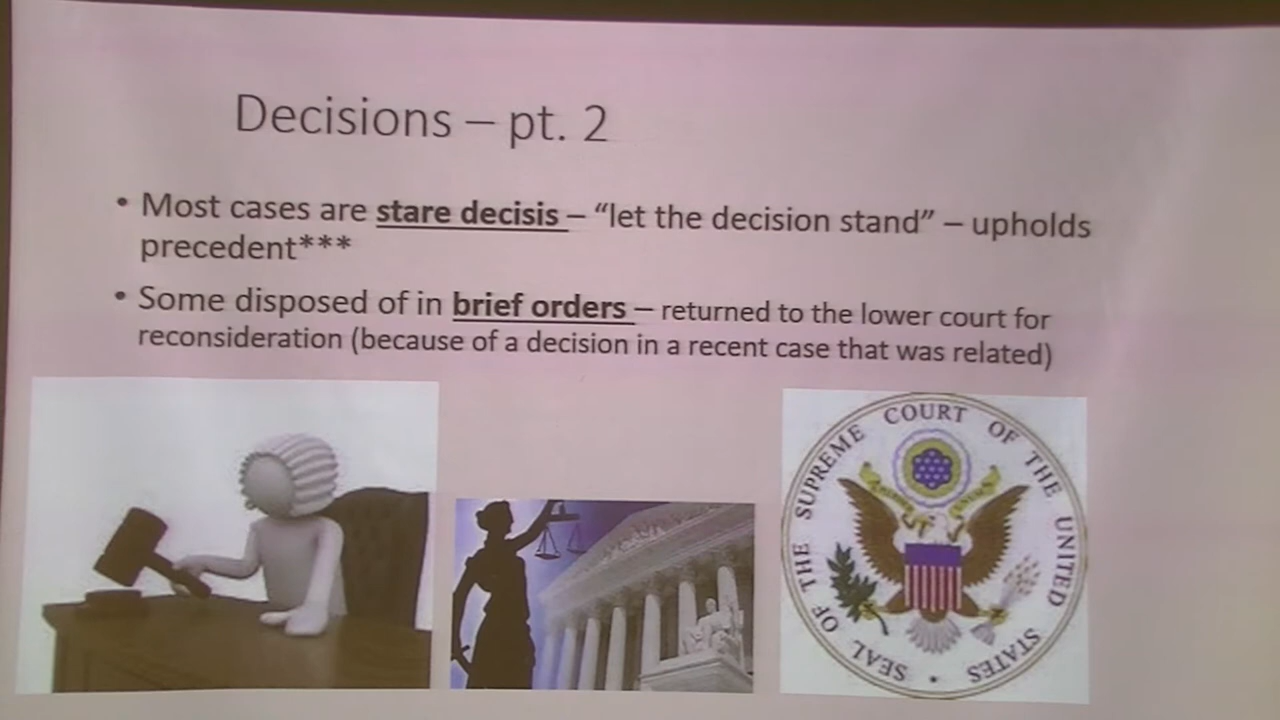 Decisions – pt. 2
• Most cases are stare decisis – “let the decision stand” – upholds
precedent***
• Some disposed of in brief orders – returned to the lower court for
reconsideration (because of a decision in a recent case that was related)
SEAL OF THE SUPREME COURT OF THE UNITED STATES